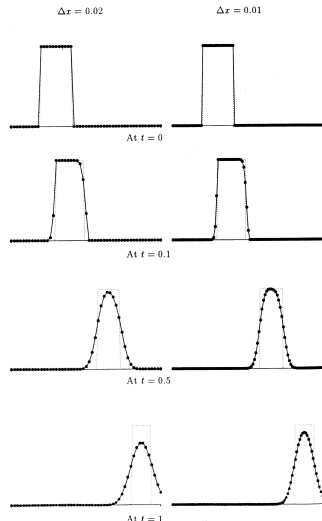 Δx = 0.02
Δx = 0.01
At t = 0
At t = 0.1
At t = 0.5
At t = 1